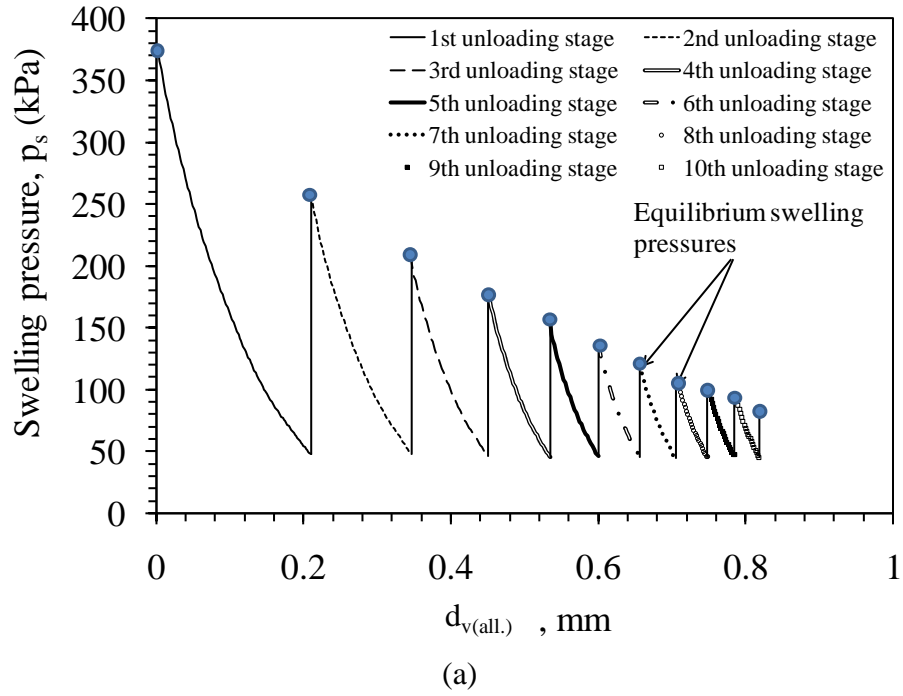 400
350
300
250
200
150
100
50
0
Swelling pressure, pₛ (kPa)
1st unloading stage 2nd unloading stage
3rd unloading stage 4th unloading stage
5th unloading stage 6th unloading stage
7th unloading stage 8th unloading stage
9th unloading stage 10th unloading stage
Equilibrium swelling
pressures
0 0.2 0.4 0.6 0.8 1
d_v(all.) , mm
(a)